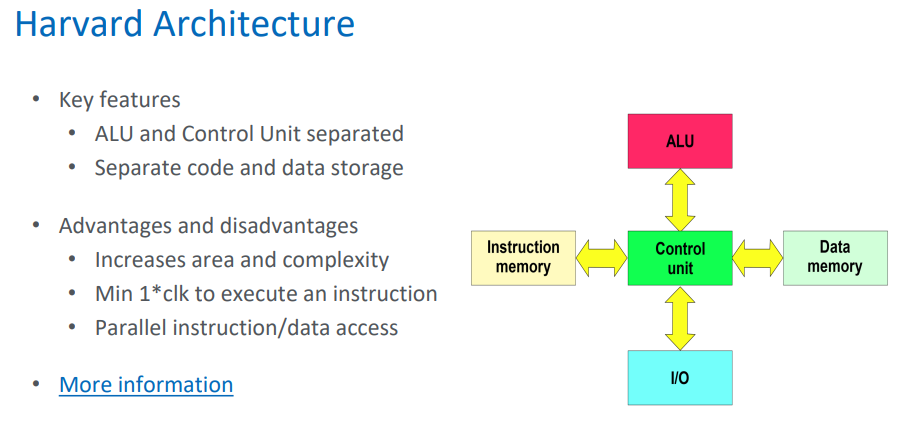 Harvard Architecture
• Key features
• ALU and Control Unit separated
• Separate code and data storage
• Advantages and disadvantages
• Increases area and complexity
• Min 1*clk to execute an instruction
• Parallel instruction/data access
• More information
ALU
Instruction
memory
Control
unit
Data
memory
I/O